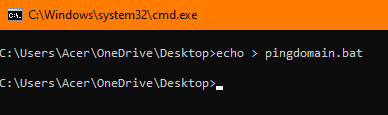 C:\Windows\system32\cmd.exe
C:\Users\Acer\OneDrive\Desktop>echo > pingdomain.bat
C:\Users\Acer\OneDrive\Desktop>